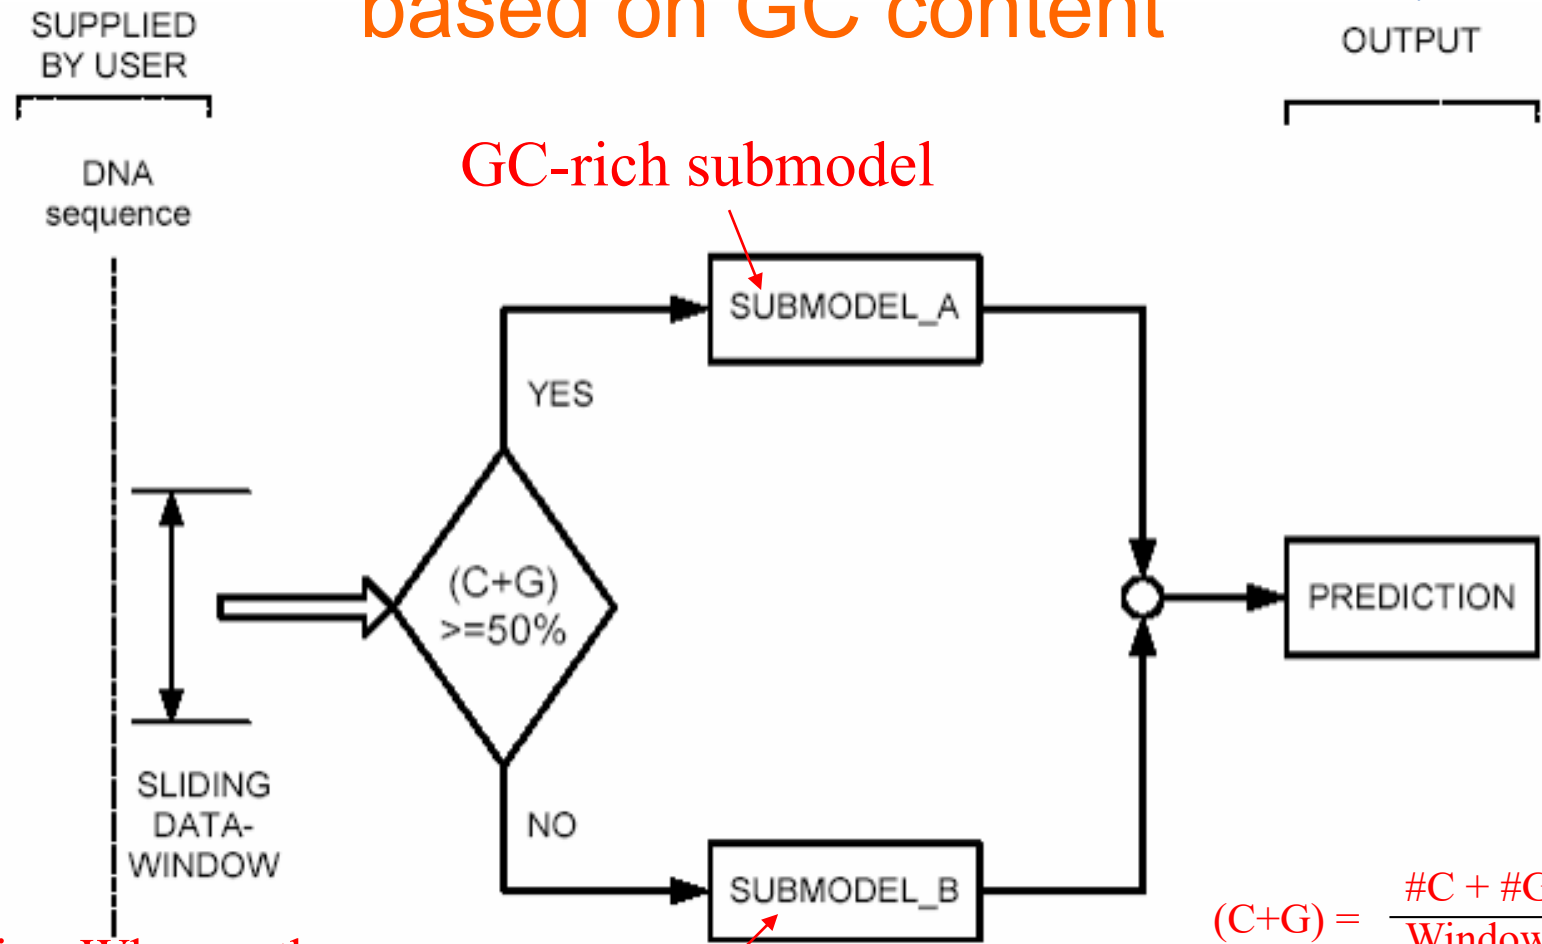 based on GC content
SUPPLIED
BY USER
OUTPUT
DNA
sequence
GC-rich submodel
SUBMODEL_A
YES
(C+G)
>=50%
PREDICTION
SLIDING
DATA-
WINDOW
NO
SUBMODEL_B
(C+G) =
#C + #G
Window